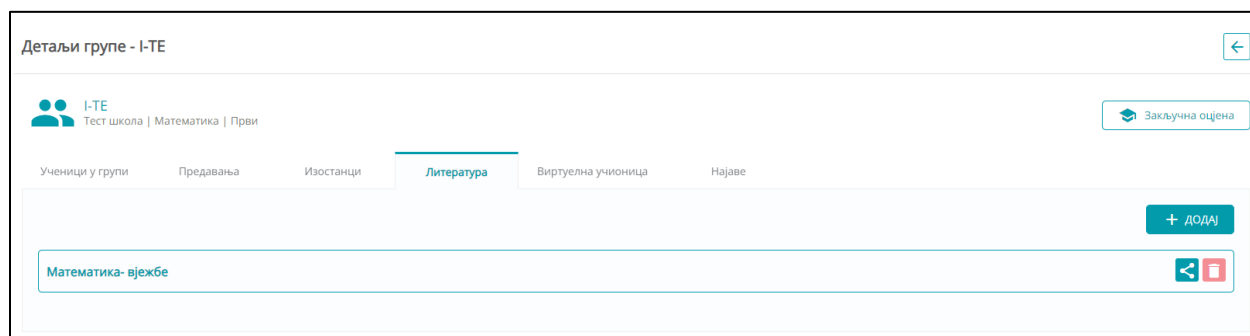 Детаљи групе - I-TE
I-TE
Тест школа | Математика | Први
Закључна оцјена
Ученици у групи Предавања Изостанци Литература Виртуелна учионица Најаве
+ ДОДАЈ
Математика- вјежбе